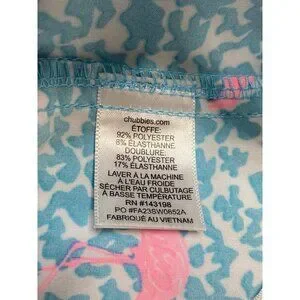 chubbies.com
ÉTOFFE:
92% POLYESTER
8% ÉLASTHANNE
DOUBLURE:
83% POLYESTER
17% ÉLASTHANNE
LAVER À LA MACHINE
À L'EAU FROIDE
SÉCHER PAR CULBUTAGE
À BASSE TEMPÉRATURE
RN #143198
PO #FA23SW0852A
FABRIQUÉ AU VIETNAM